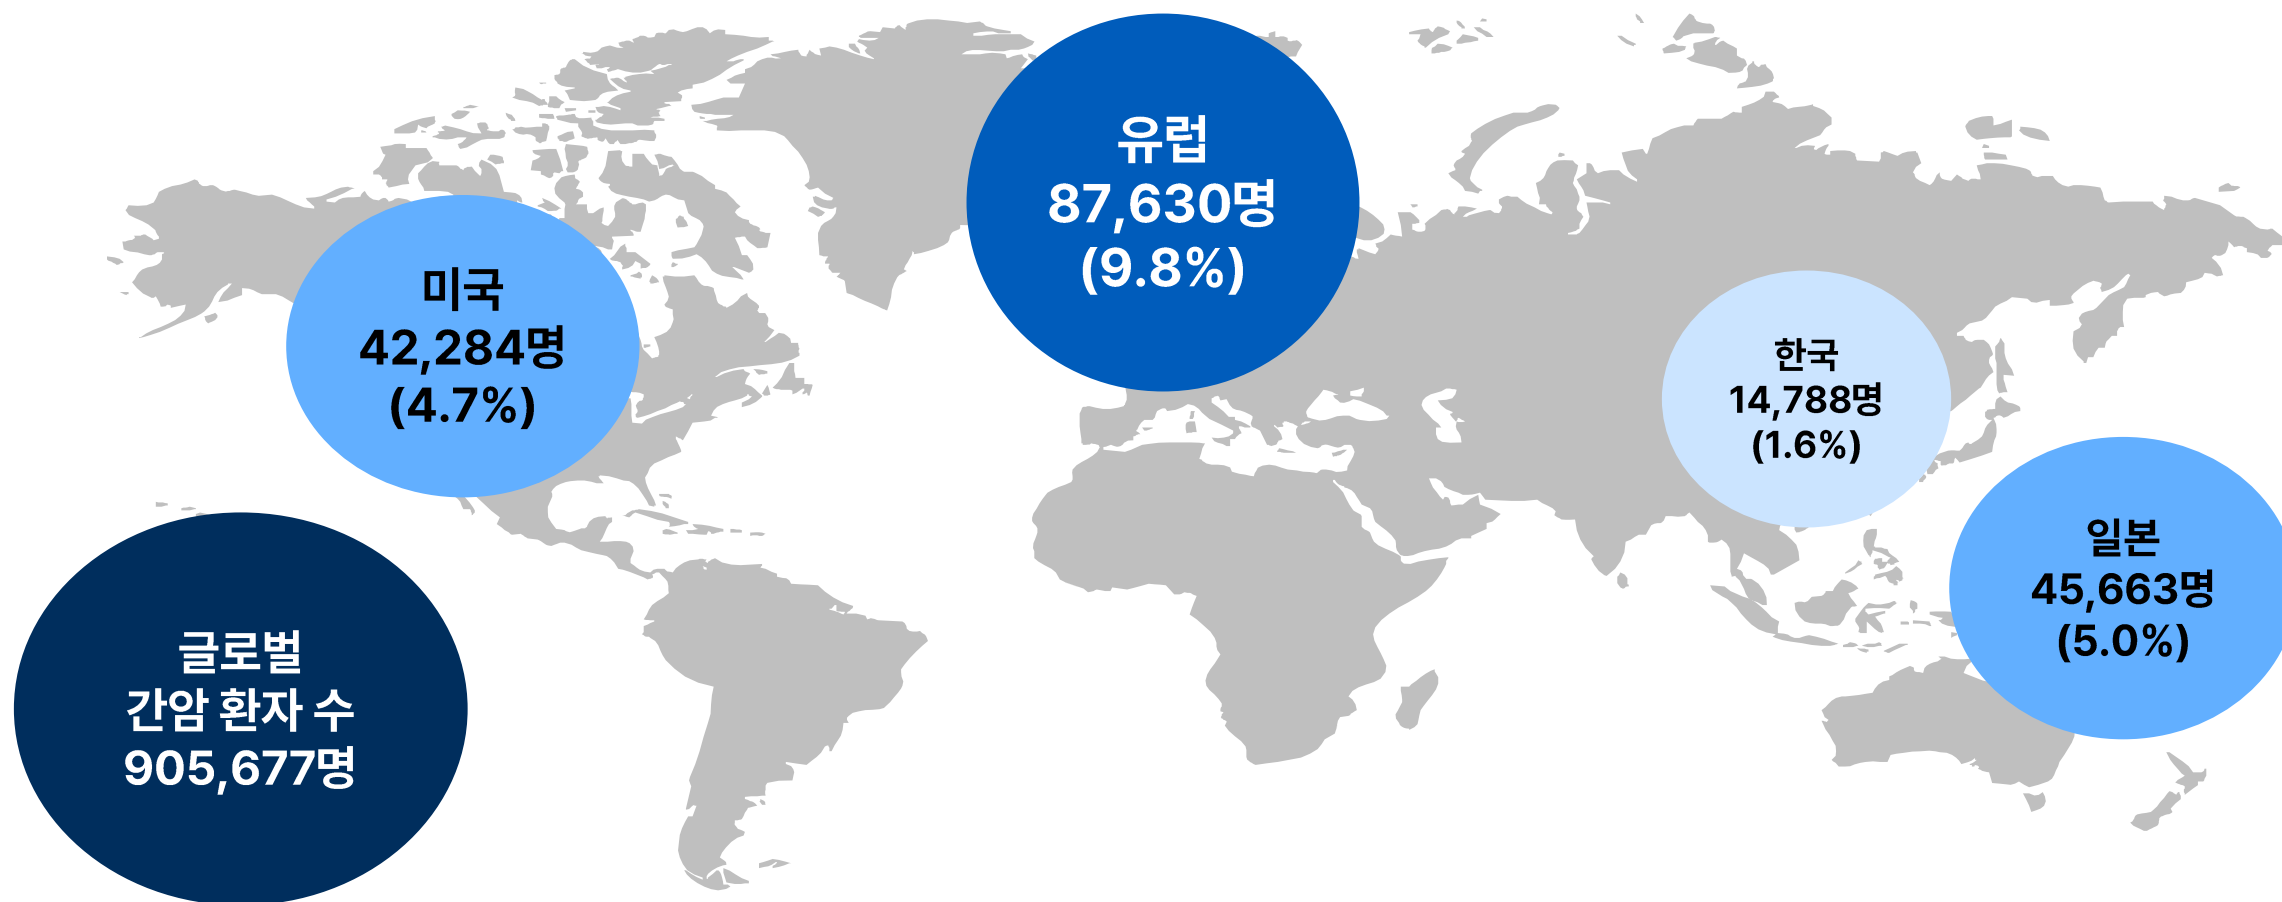 유럽
87,630명
(9.8%)
미국
42,284명
(4.7%)
한국
14,788명
(1.6%)
일본
45,663명
(5.0%)
글로벌
간암 환자 수
905,677명